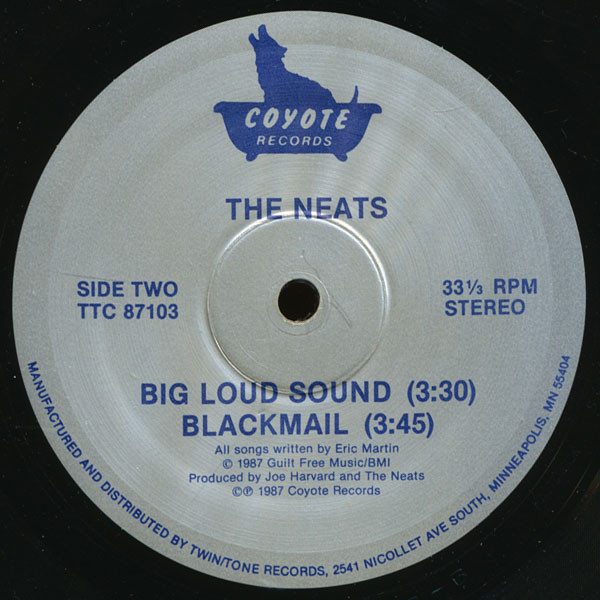 COYOTE
RECORDS
THE NEATS
SIDE TWO
TTC 87103
33⅓ RPM
STEREO
BIG LOUD SOUND (3:30)
BLACKMAIL (3:45)
All songs written by Eric Martin
© 1987 Guilt Free Music/BMI
Produced by Joe Harvard and The Neats
©℗ 1987 Coyote Records
MANUFACTURED AND DISTRIBUTED BY TWIN/TONE RECORDS, 2541 NICOLLET AVE SOUTH, MINNEAPOLIS, MN 55404